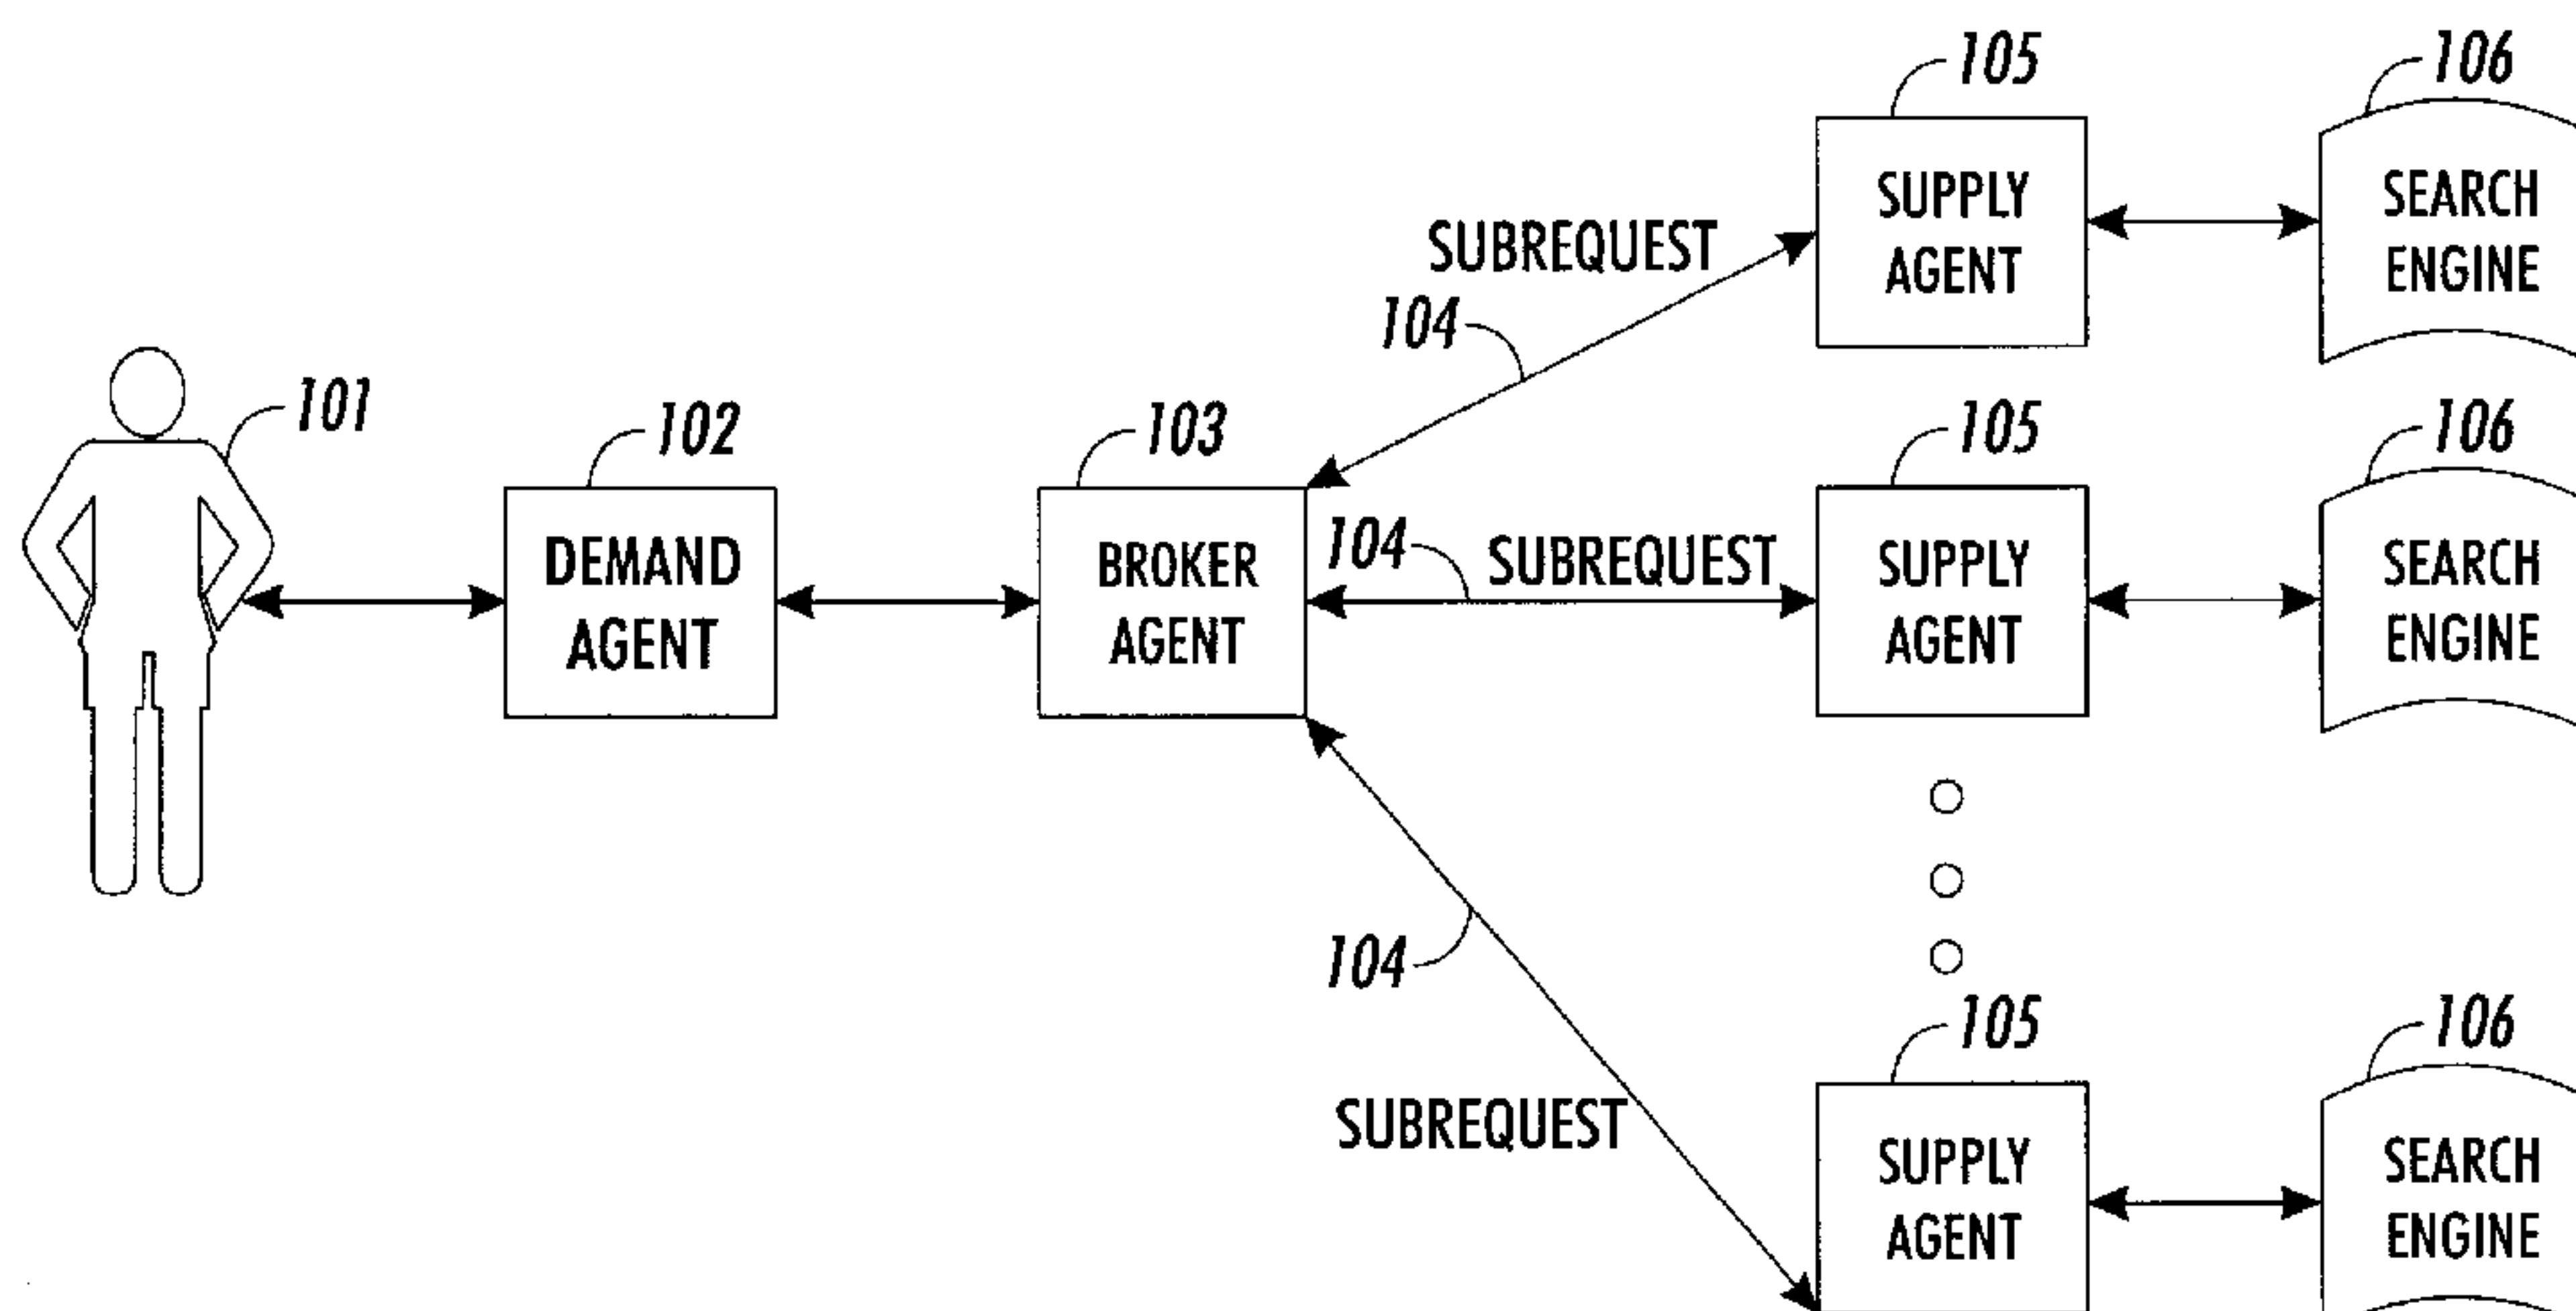 105
106
SUPPLY
AGENT
SEARCH
ENGINE
SUBREQUEST
104
101
102
103
105
106
DEMAND
AGENT
BROKER
AGENT
104
SUBREQUEST
SUPPLY
AGENT
SEARCH
ENGINE
104
SUBREQUEST
105
106
SUPPLY
AGENT
SEARCH
ENGINE